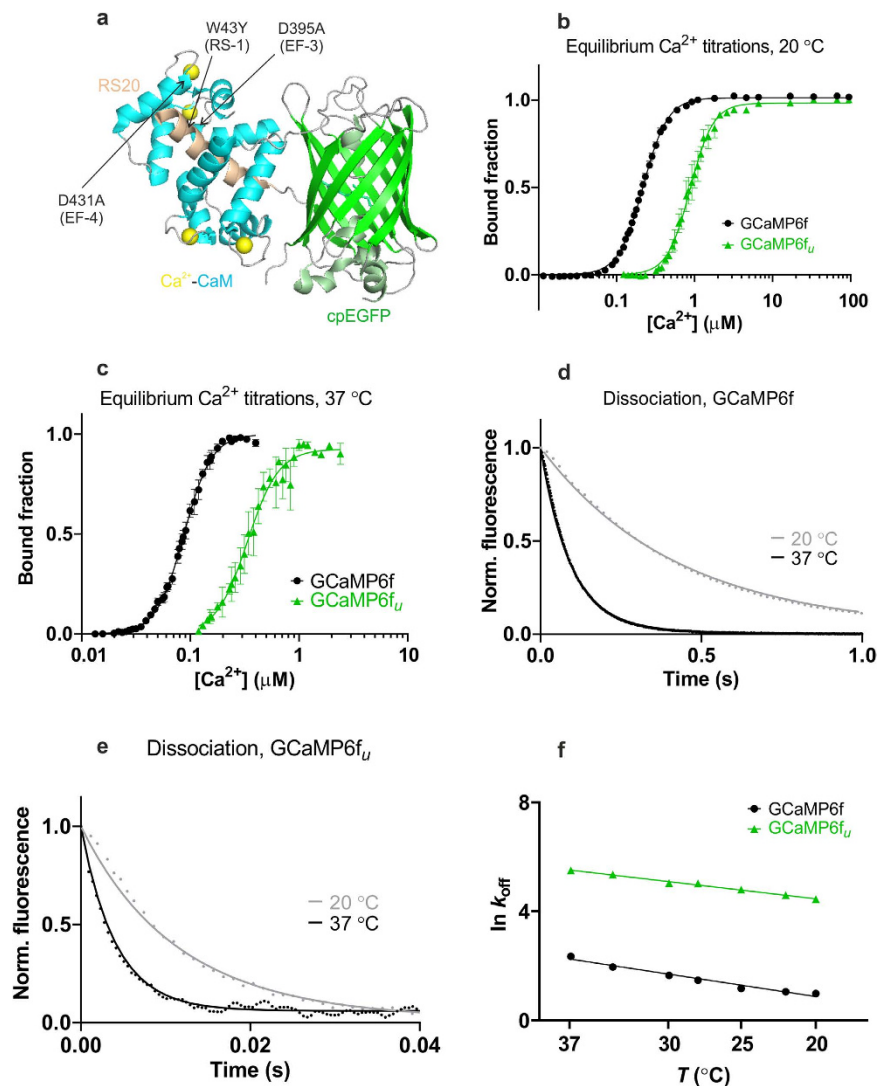 a
W43Y
(RS-1)
D395A
(EF-3)
RS20
D431A
(EF-4)
Ca²⁺-CaM
cpEGFP
b
Equilibrium Ca²⁺ titrations, 20 °C
Bound fraction
1.0
0.5
0.0
GCaMP6f
GCaMP6fᵤ
0.1
1
10
100
[Ca²⁺] (μM)
c
Equilibrium Ca²⁺ titrations, 37 °C
Bound fraction
1.0
0.5
0.0
GCaMP6f
GCaMP6fᵤ
0.01
0.1
1
10
[Ca²⁺] (μM)
d
Dissociation, GCaMP6f
Norm. fluorescence
1.0
0.5
0.0
20 °C
37 °C
0.0
0.5
1.0
Time (s)
e
Dissociation, GCaMP6fᵤ
Norm. fluorescence
1.0
0.5
0.0
20 °C
37 °C
0.00
0.02
0.04
Time (s)
f
ln k_off
8
4
0
GCaMP6f
GCaMP6fᵤ
37
30
25
20
T (°C)